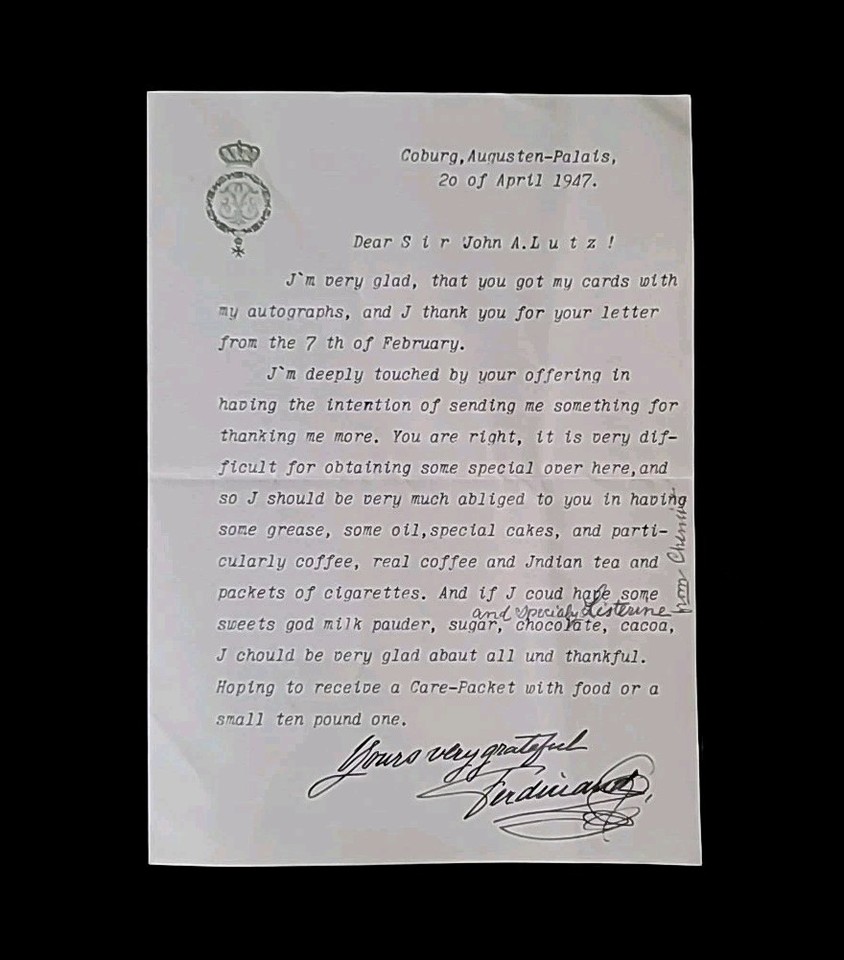 Coburg, Augusten-Palais,
2o of April 1947.
Dear S i r John A.L u t z !
J`m very glad, that you got my cards with
my autographs, and J thank you for your letter
from the 7 th of February.
J`m deeply touched by your offering in
having the intention of sending me something for
thanking me more. You are right, it is very dif-
ficult for obtaining some special over here,and
so J should be very much abliged to you in having
some grease, some oil,special cakes, and parti-
cularly coffee, real coffee and Jndian tea and
packets of cigarettes. And if J coud have some
and specialy Listerine
from Chemist
sweets god milk pauder, sugar, chocolate, cacoa,
J chould be very glad abaut all und thankful.
Hoping to receive a Care-Packet with food or a
small ten pound one.
Yours very grateful
Ferdinand